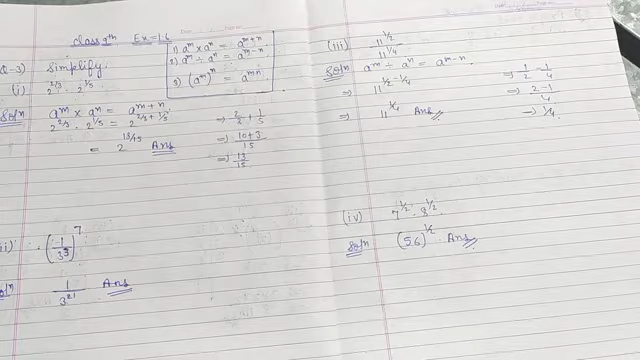 Class 9th Ex=1.6
1) a^m × a^n = a^(m+n)
2) a^m ÷ a^n = a^(m-n)
3) (a^m)^n = a^(mn)
Q-3) Simplify
(i) 2^(2/3) · 2^(1/5)
Soln a^m × a^n = a^(m+n)
2^(2/3) · 2^(1/5) = 2^(2/3+1/5)
= 2^(13/15) Ans
⇒ 2/3 + 1/5
⇒ (10+3)/15
⇒ 13/15
ii) (1/3^3)^7
1/3^21 Ans
(iii) 11^(1/2) / 11^(1/4)
Soln a^m ÷ a^n = a^(m-n)
⇒ 11^(1/2-1/4)
⇒ 11^(1/4) Ans
⇒ 1/2 - 1/4
⇒ (2-1)/4
⇒ 1/4
(iv) 7^(1/2) · 8^(1/2)
Soln (56)^(1/2) Ans